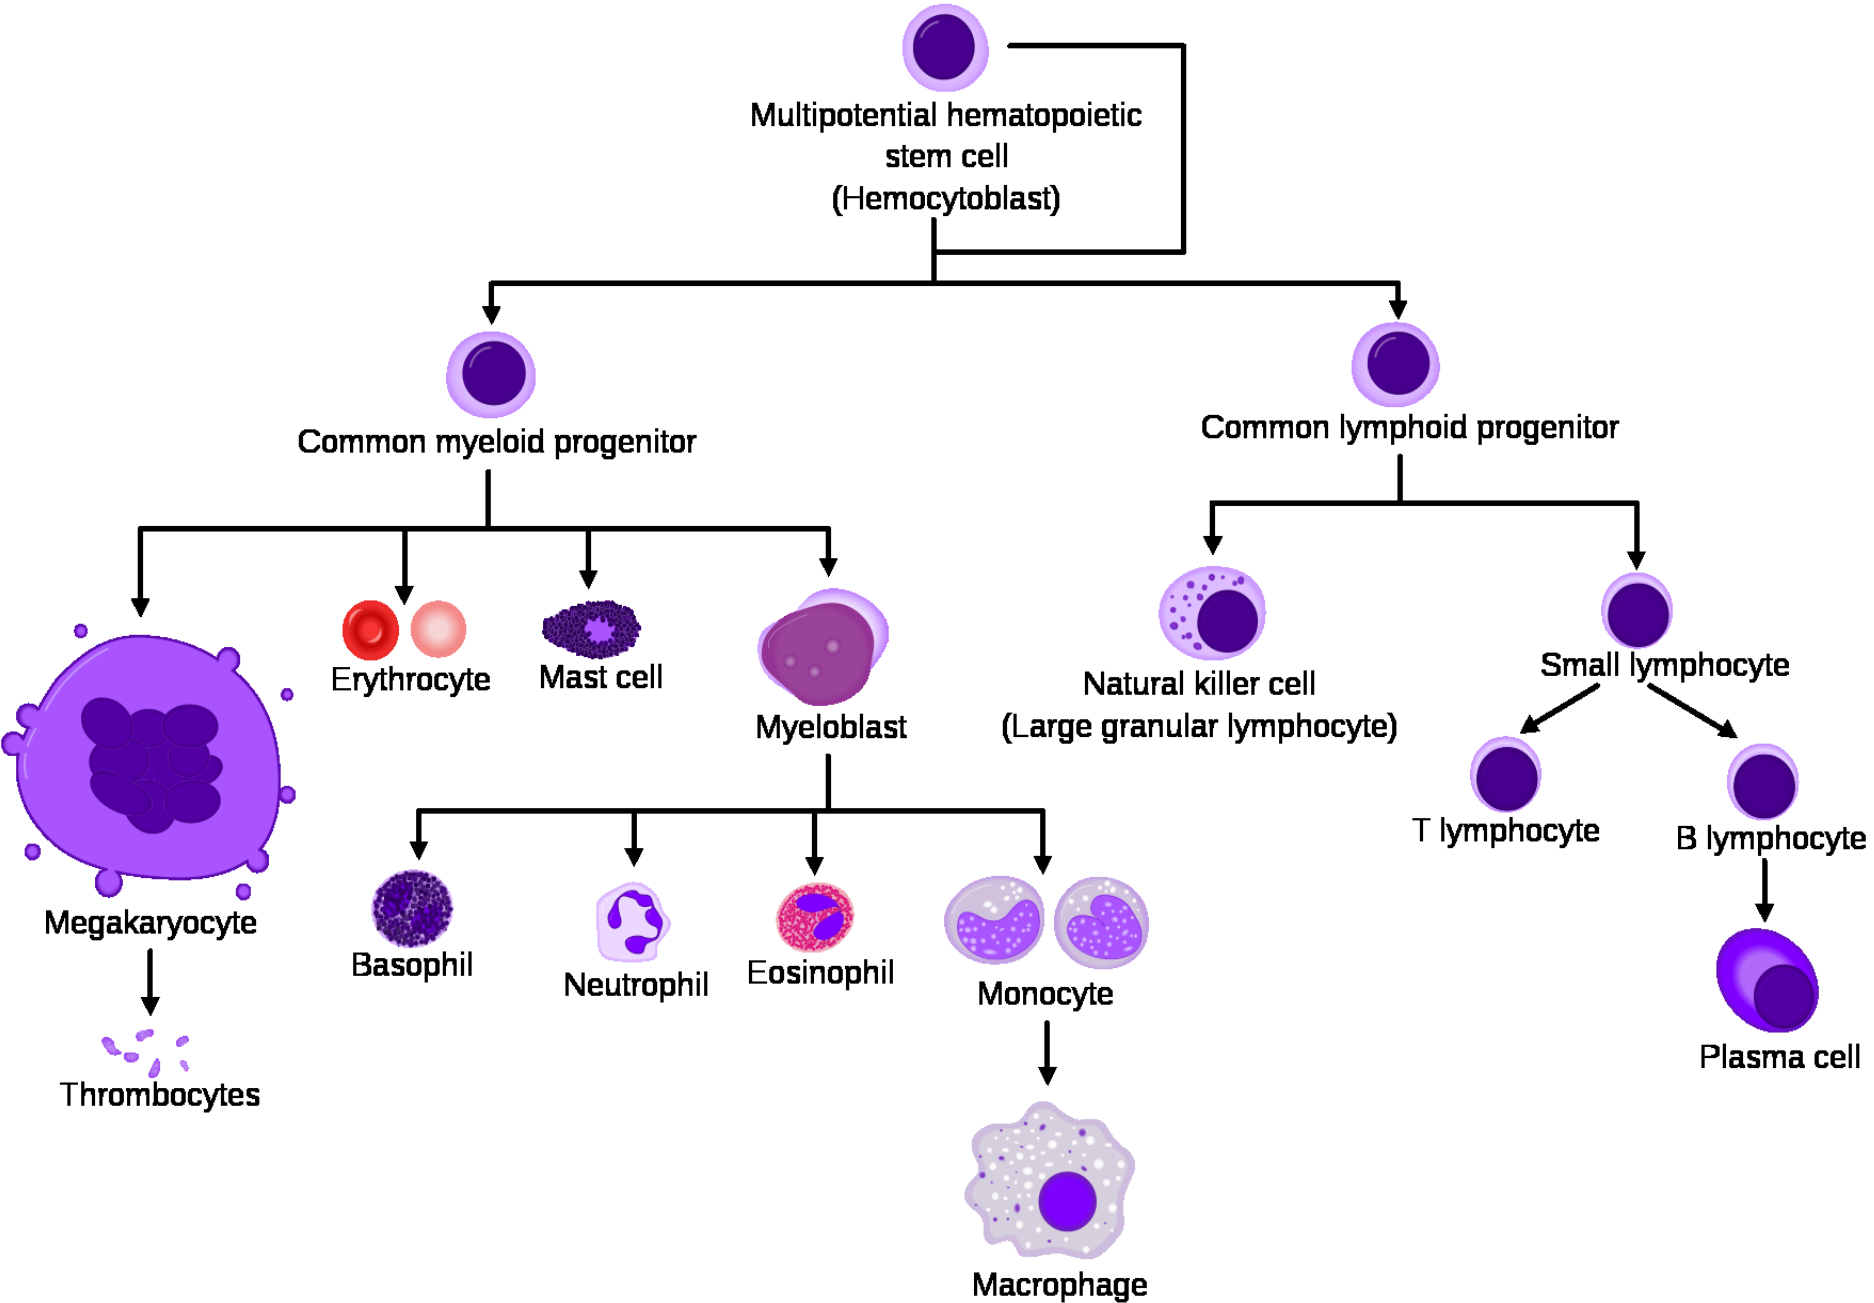 Multipotential hematopoietic
stem cell
(Hemocytoblast)
Common myeloid progenitor
Common lymphoid progenitor
Erythrocyte
Mast cell
Myeloblast
Natural killer cell
(Large granular lymphocyte)
Small lymphocyte
T lymphocyte
B lymphocyte
Megakaryocyte
Basophil
Neutrophil
Eosinophil
Monocyte
Plasma cell
Thrombocytes
Macrophage